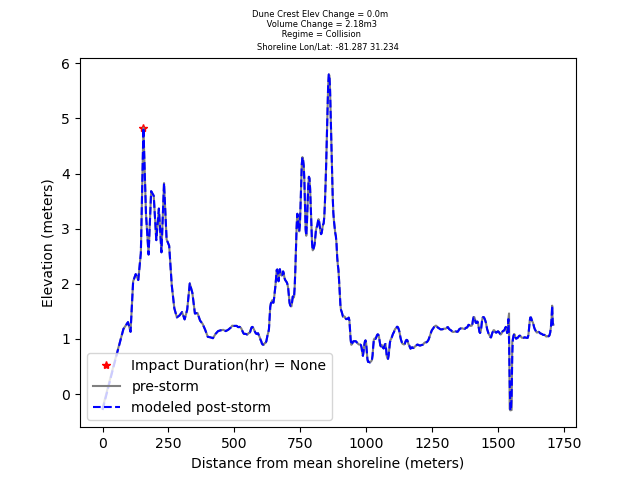 Dune Crest Elev Change = 0.0m
Volume Change = 2.18m3
Regime = Collision
Shoreline Lon/Lat: -81.287 31.234
6
5
4
3
2
1
0
Elevation (meters)
Impact Duration(hr) = None
pre-storm
modeled post-storm
0 250 500 750 1000 1250 1500 1750
Distance from mean shoreline (meters)